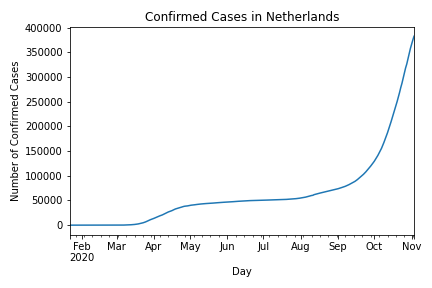 Confirmed Cases in Netherlands
400000
350000
300000
250000
200000
150000
100000
50000
0
Number of Confirmed Cases
Feb Mar Apr May Jun Jul Aug Sep Oct Nov
2020
Day